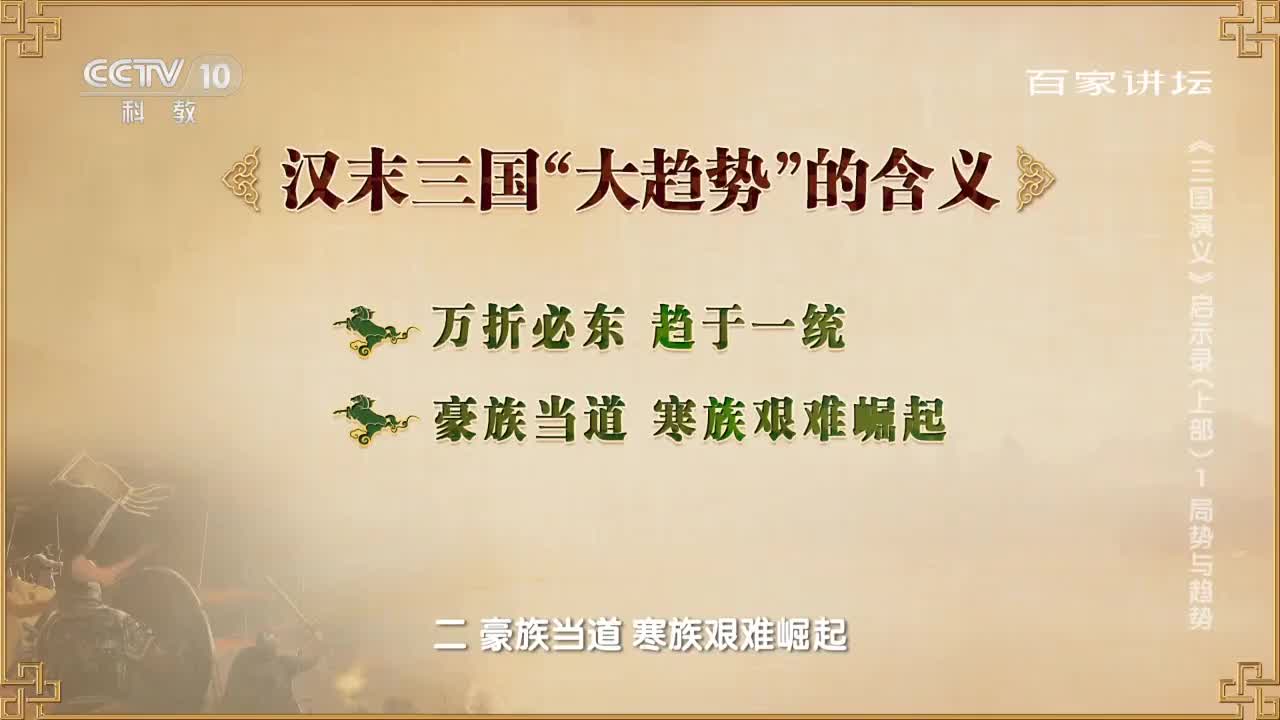 CCTV 10
科 教
百家讲坛
汉末三国“大趋势”的含义
万折必东 趋于一统
豪族当道 寒族艰难崛起
二 豪族当道 寒族艰难崛起
《三国演义》启示录（上部）1 局势与趋势